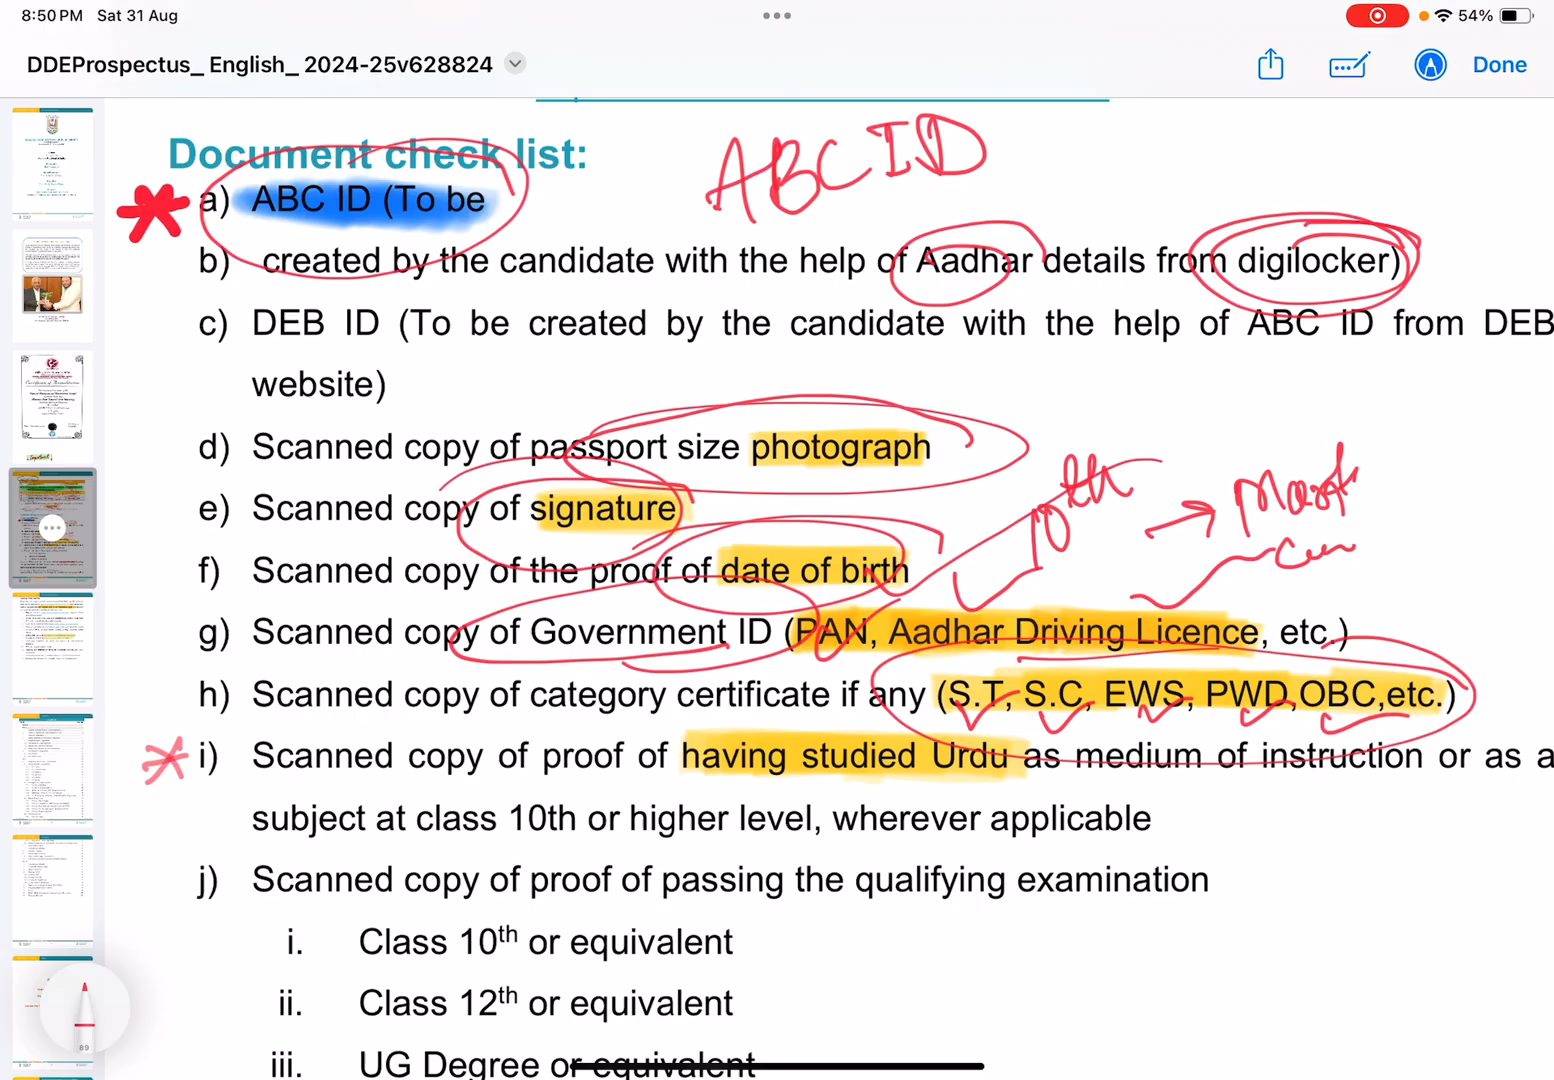 8:50 PM Sat 31 Aug
54%
DDEProspectus_ English_ 2024-25v628824
Done
Document check list:
ABC ID
a) ABC ID (To be
b) created by the candidate with the help of Aadhar details from digilocker)
c) DEB ID (To be created by the candidate with the help of ABC ID from DEB
website)
d) Scanned copy of passport size photograph
e) Scanned copy of signature
10th
f) Scanned copy of the proof of date of birth
g) Scanned copy of Government ID (PAN, Aadhar Driving Licence, etc.)
h) Scanned copy of category certificate if any (S.T, S.C, EWS, PWD,OBC,etc.)
i) Scanned copy of proof of having studied Urdu as medium of instruction or as a
subject at class 10th or higher level, wherever applicable
j) Scanned copy of proof of passing the qualifying examination
i. Class 10th or equivalent
ii. Class 12th or equivalent
iii. UG Degree or equivalent
89